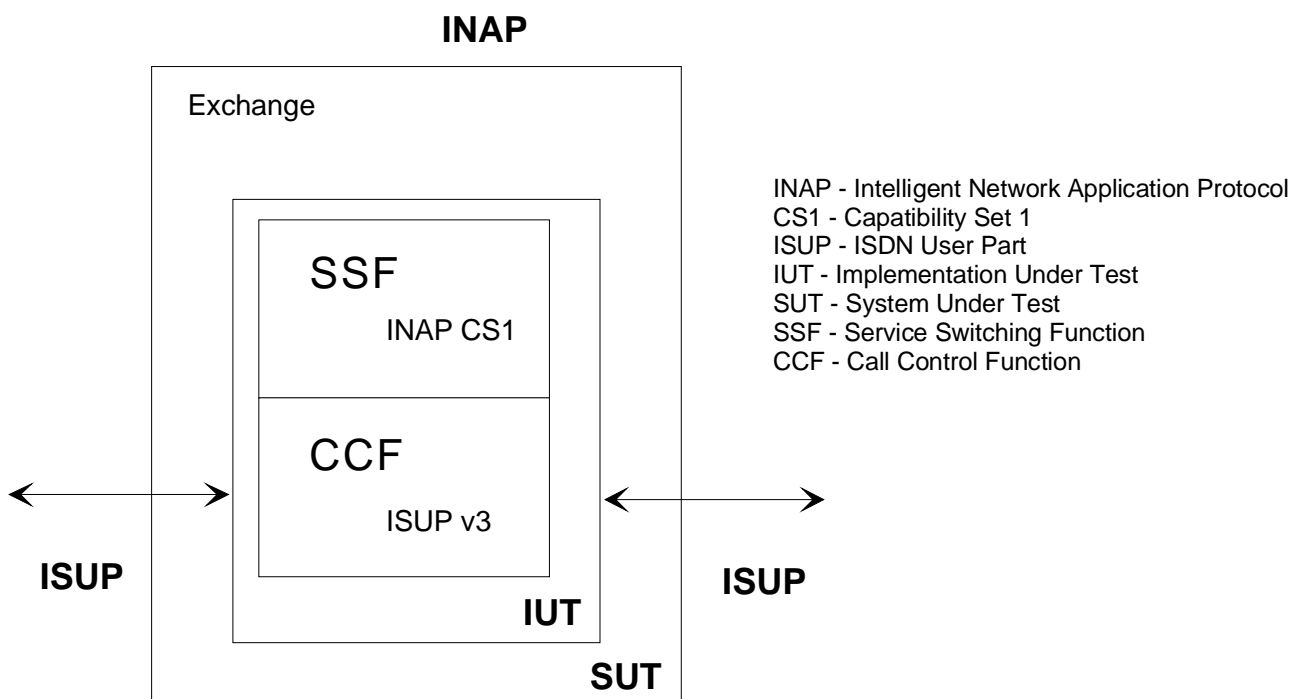 INAP
Exchange
INAP - Intelligent Network Application Protocol
CS1 - Capatibility Set 1
ISUP - ISDN User Part
IUT - Implementation Under Test
SUT - System Under Test
SSF - Service Switching Function
CCF - Call Control Function
SSF
INAP CS1
CCF
ISUP v3
ISUP
ISUP
IUT
SUT